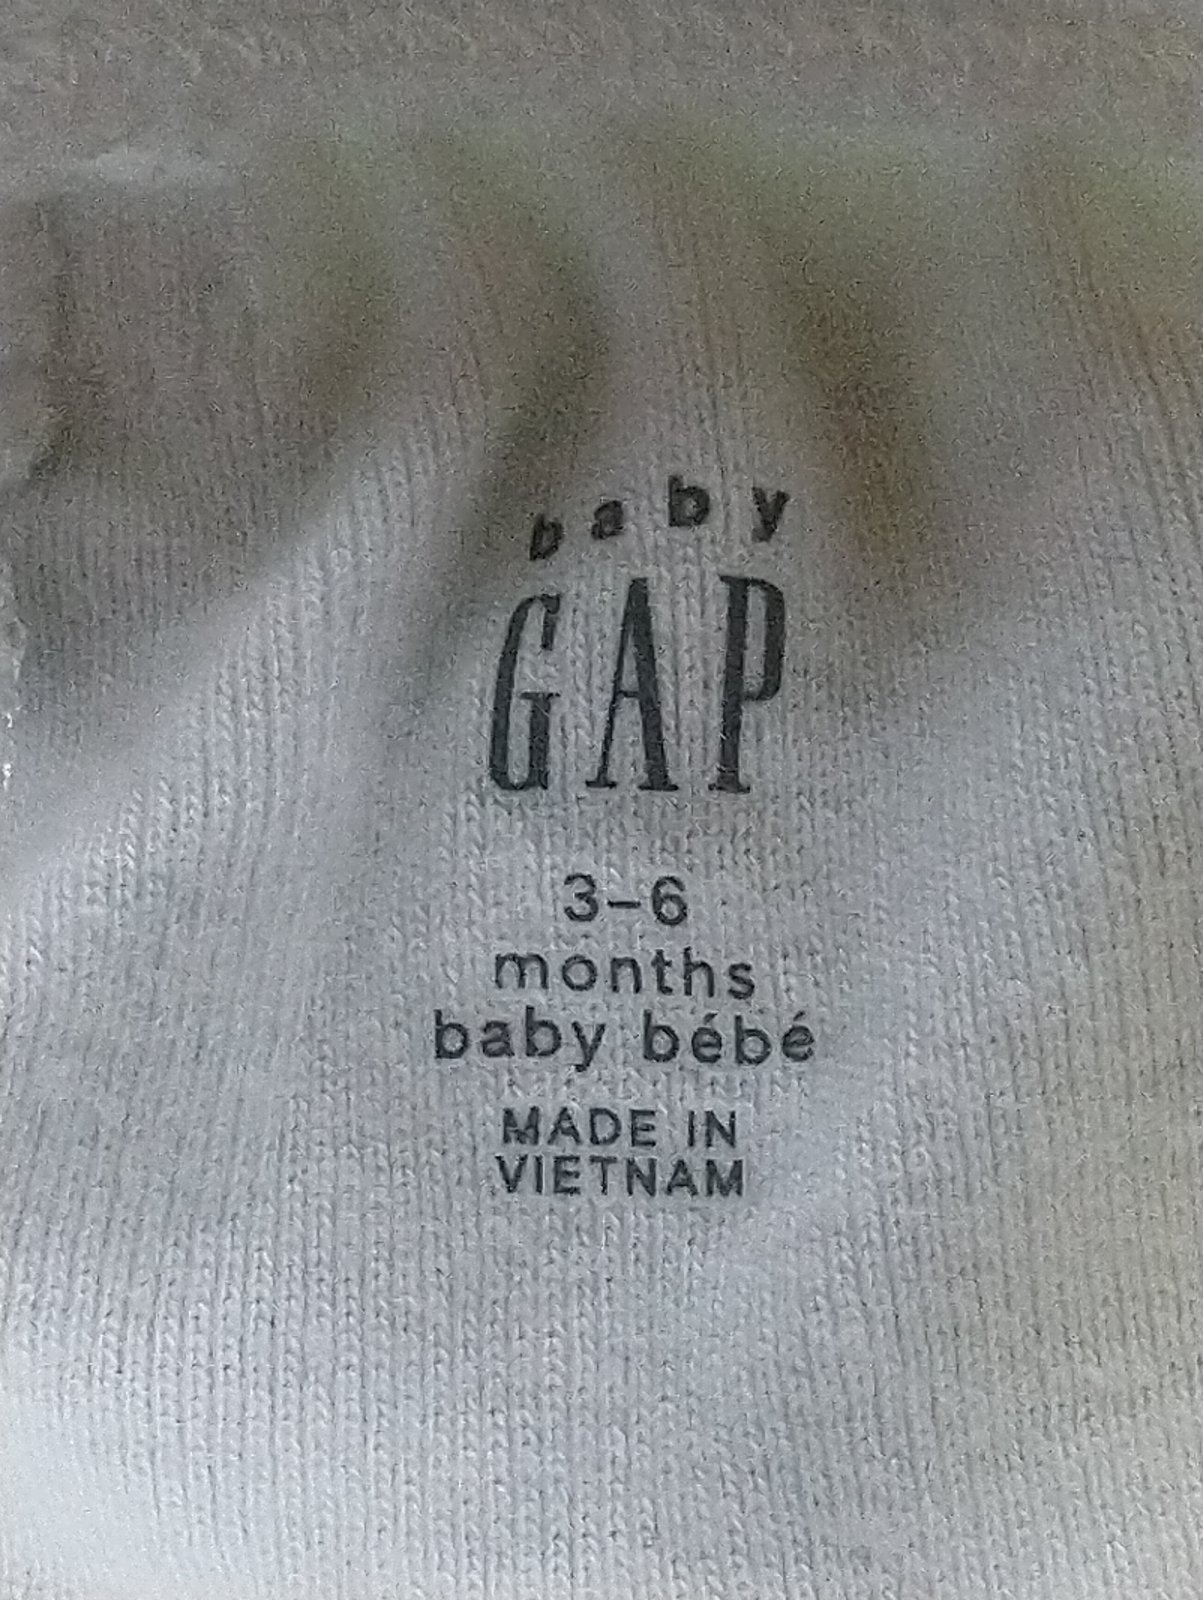 baby
GAP
3-6
months
baby bébé
MADE IN
VIETNAM